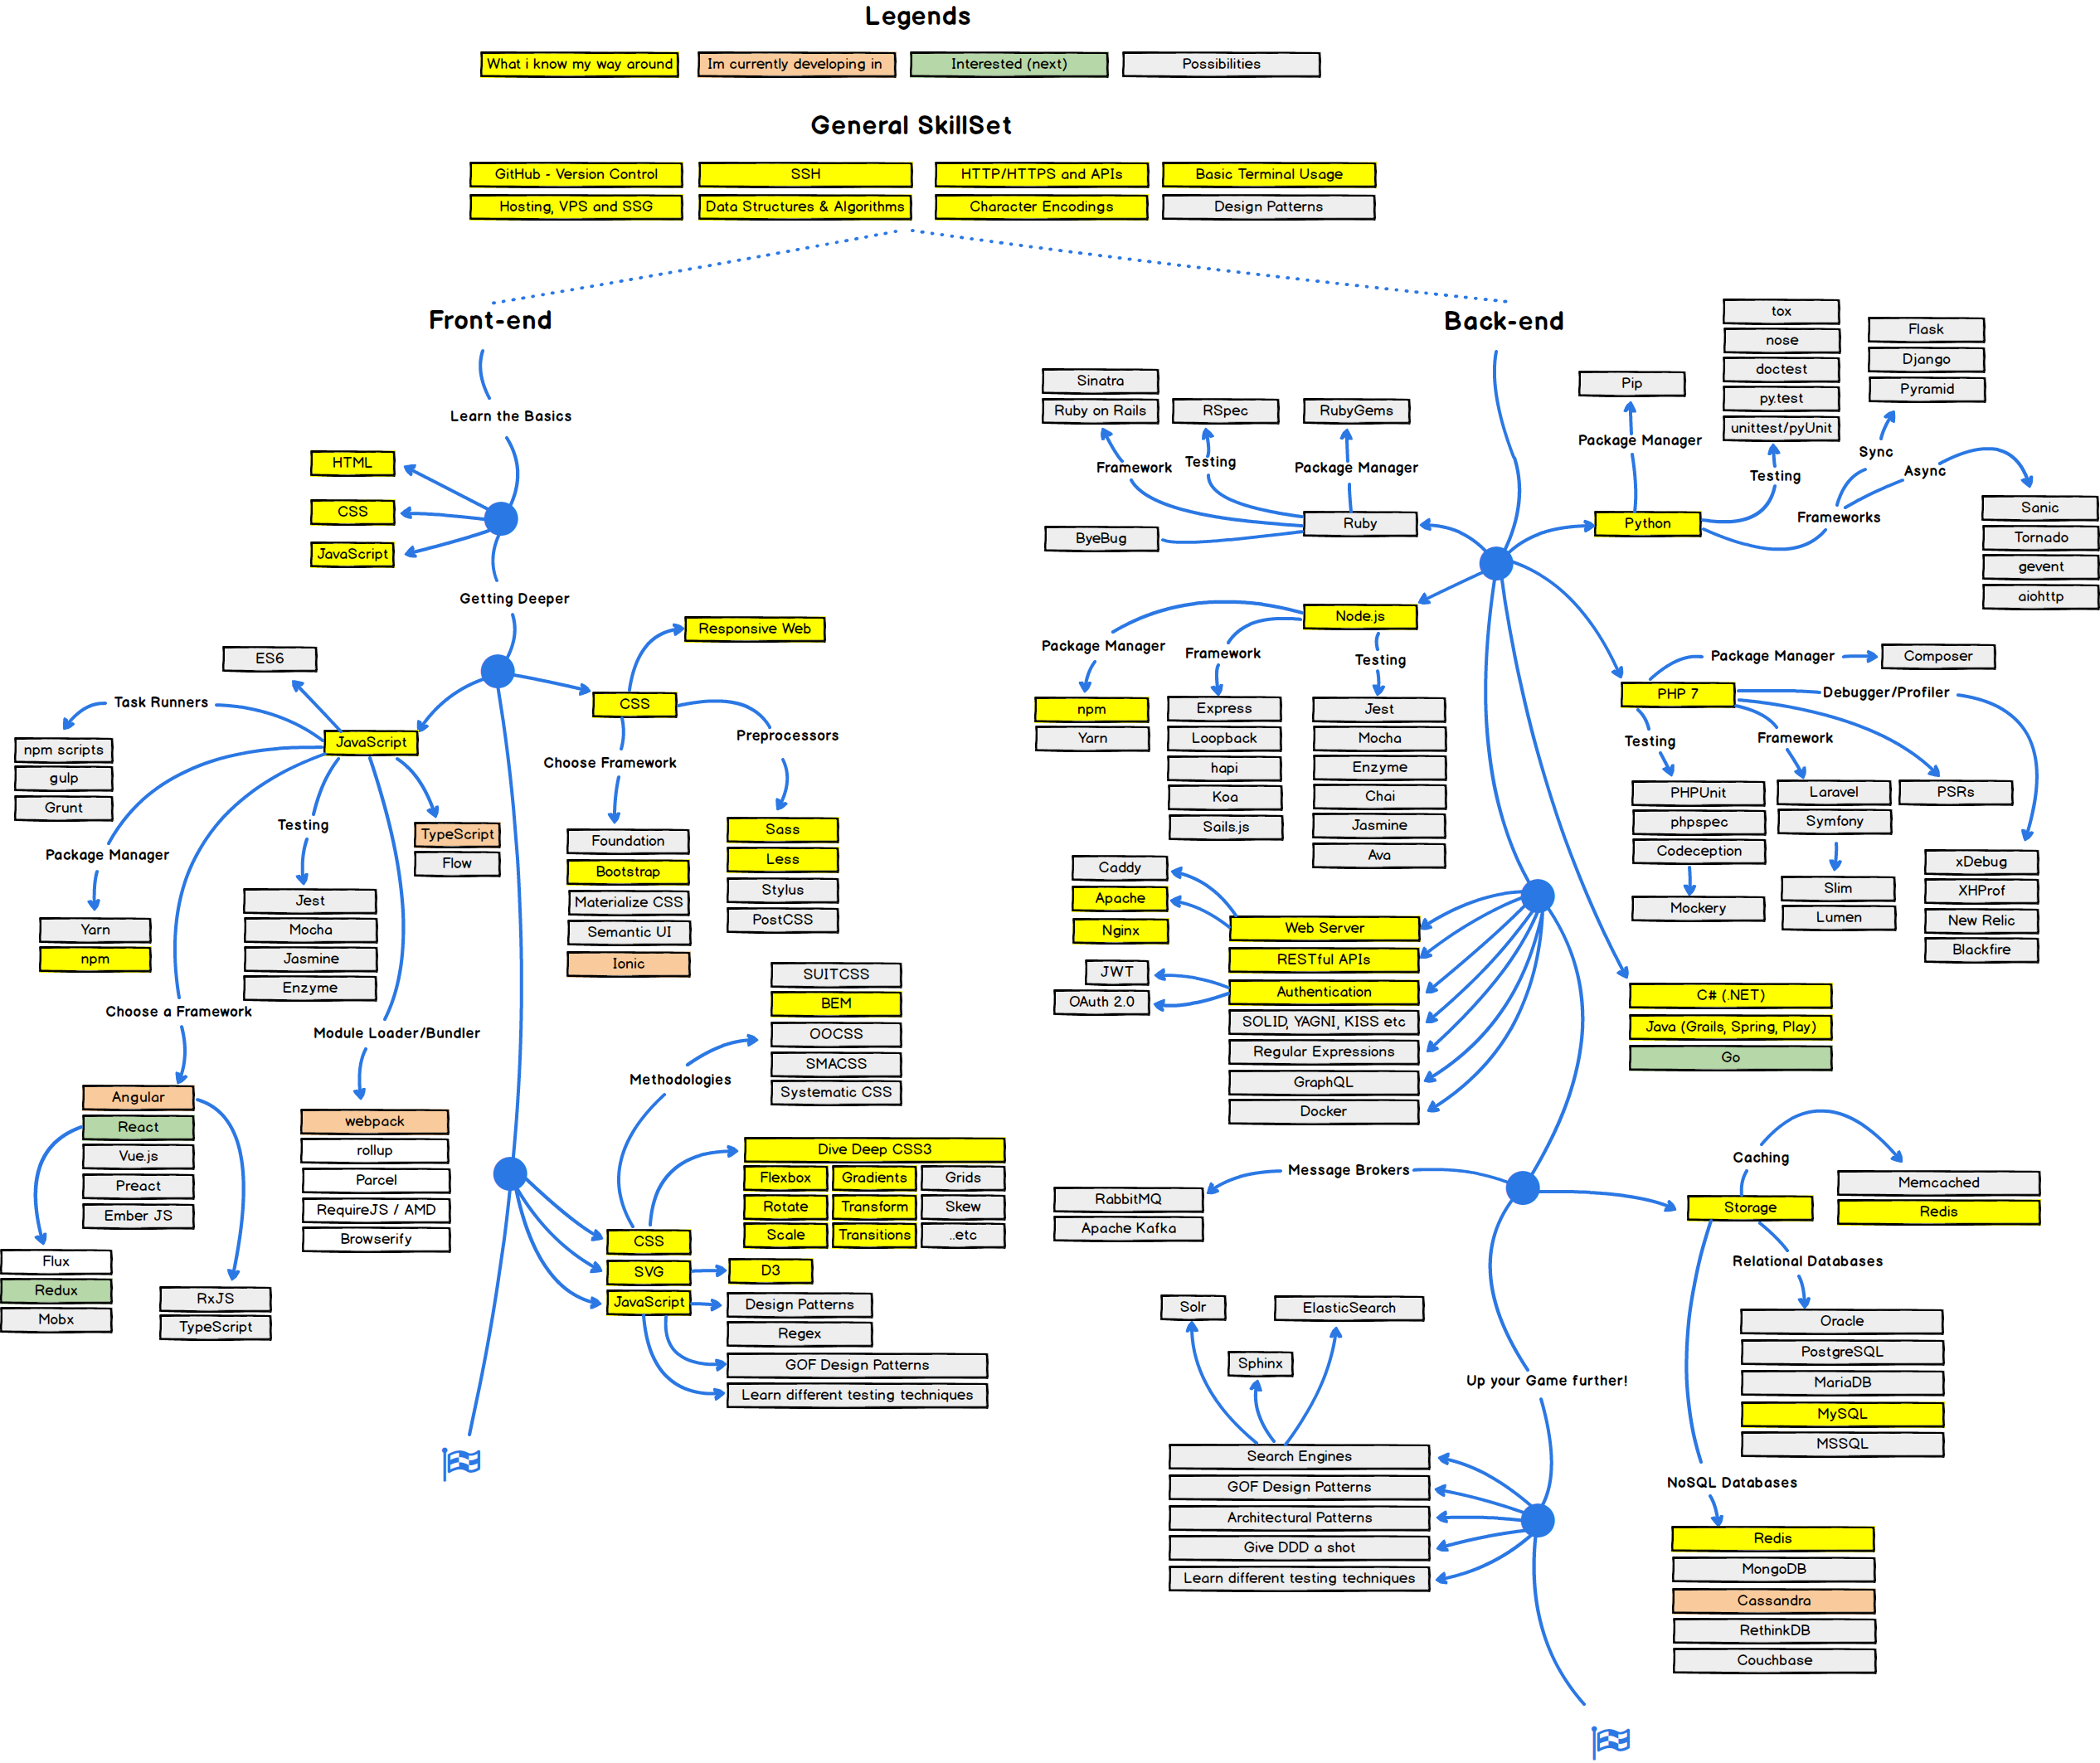 Legends
What i know my way around
Im currently developing in
Interested (next)
Possibilities
General SkillSet
GitHub - Version Control
SSH
HTTP/HTTPS and APIs
Basic Terminal Usage
Hosting, VPS and SSG
Data Structures & Algorithms
Character Encodings
Design Patterns
Front-end
Learn the Basics
HTML
CSS
JavaScript
Getting Deeper
Responsive Web
CSS
Preprocessors
Choose Framework
Foundation
Bootstrap
Materialize CSS
Semantic UI
Ionic
Sass
Less
Stylus
PostCSS
ES6
Task Runners
JavaScript
npm scripts
gulp
Grunt
Package Manager
Yarn
npm
Testing
Jest
Mocha
Jasmine
Enzyme
TypeScript
Flow
Choose a Framework
Module Loader/Bundler
Angular
React
Vue.js
Preact
Ember JS
Flux
Redux
Mobx
RxJS
TypeScript
webpack
rollup
Parcel
RequireJS / AMD
Browserify
Methodologies
SUITCSS
BEM
OOCSS
SMACSS
Systematic CSS
Dive Deep CSS3
Flexbox
Gradients
Grids
Rotate
Transform
Skew
Scale
Transitions
..etc
CSS
SVG
D3
JavaScript
Design Patterns
Regex
GOF Design Patterns
Learn different testing techniques
Back-end
Sinatra
Ruby on Rails
RSpec
RubyGems
Framework
Testing
Package Manager
Ruby
ByeBug
Pip
Package Manager
tox
nose
doctest
py.test
unittest/pyUnit
Testing
Flask
Django
Pyramid
Sync
Async
Python
Frameworks
Sanic
Tornado
gevent
aiohttp
Node.js
Package Manager
Framework
Testing
npm
Yarn
Express
Loopback
hapi
Koa
Sails.js
Jest
Mocha
Enzyme
Chai
Jasmine
Ava
Package Manager
Composer
PHP 7
Debugger/Profiler
Testing
Framework
PHPUnit
phpspec
Codeception
Mockery
Laravel
Symfony
Slim
Lumen
PSRs
xDebug
XHProf
New Relic
Blackfire
C# (.NET)
Java (Grails, Spring, Play)
Go
Caddy
Apache
Nginx
JWT
OAuth 2.0
Web Server
RESTful APIs
Authentication
SOLID, YAGNI, KISS etc
Regular Expressions
GraphQL
Docker
Message Brokers
RabbitMQ
Apache Kafka
Caching
Memcached
Redis
Storage
Relational Databases
Oracle
PostgreSQL
MariaDB
MySQL
MSSQL
NoSQL Databases
Redis
MongoDB
Cassandra
RethinkDB
Couchbase
Up your Game further!
Solr
ElasticSearch
Sphinx
Search Engines
GOF Design Patterns
Architectural Patterns
Give DDD a shot
Learn different testing techniques